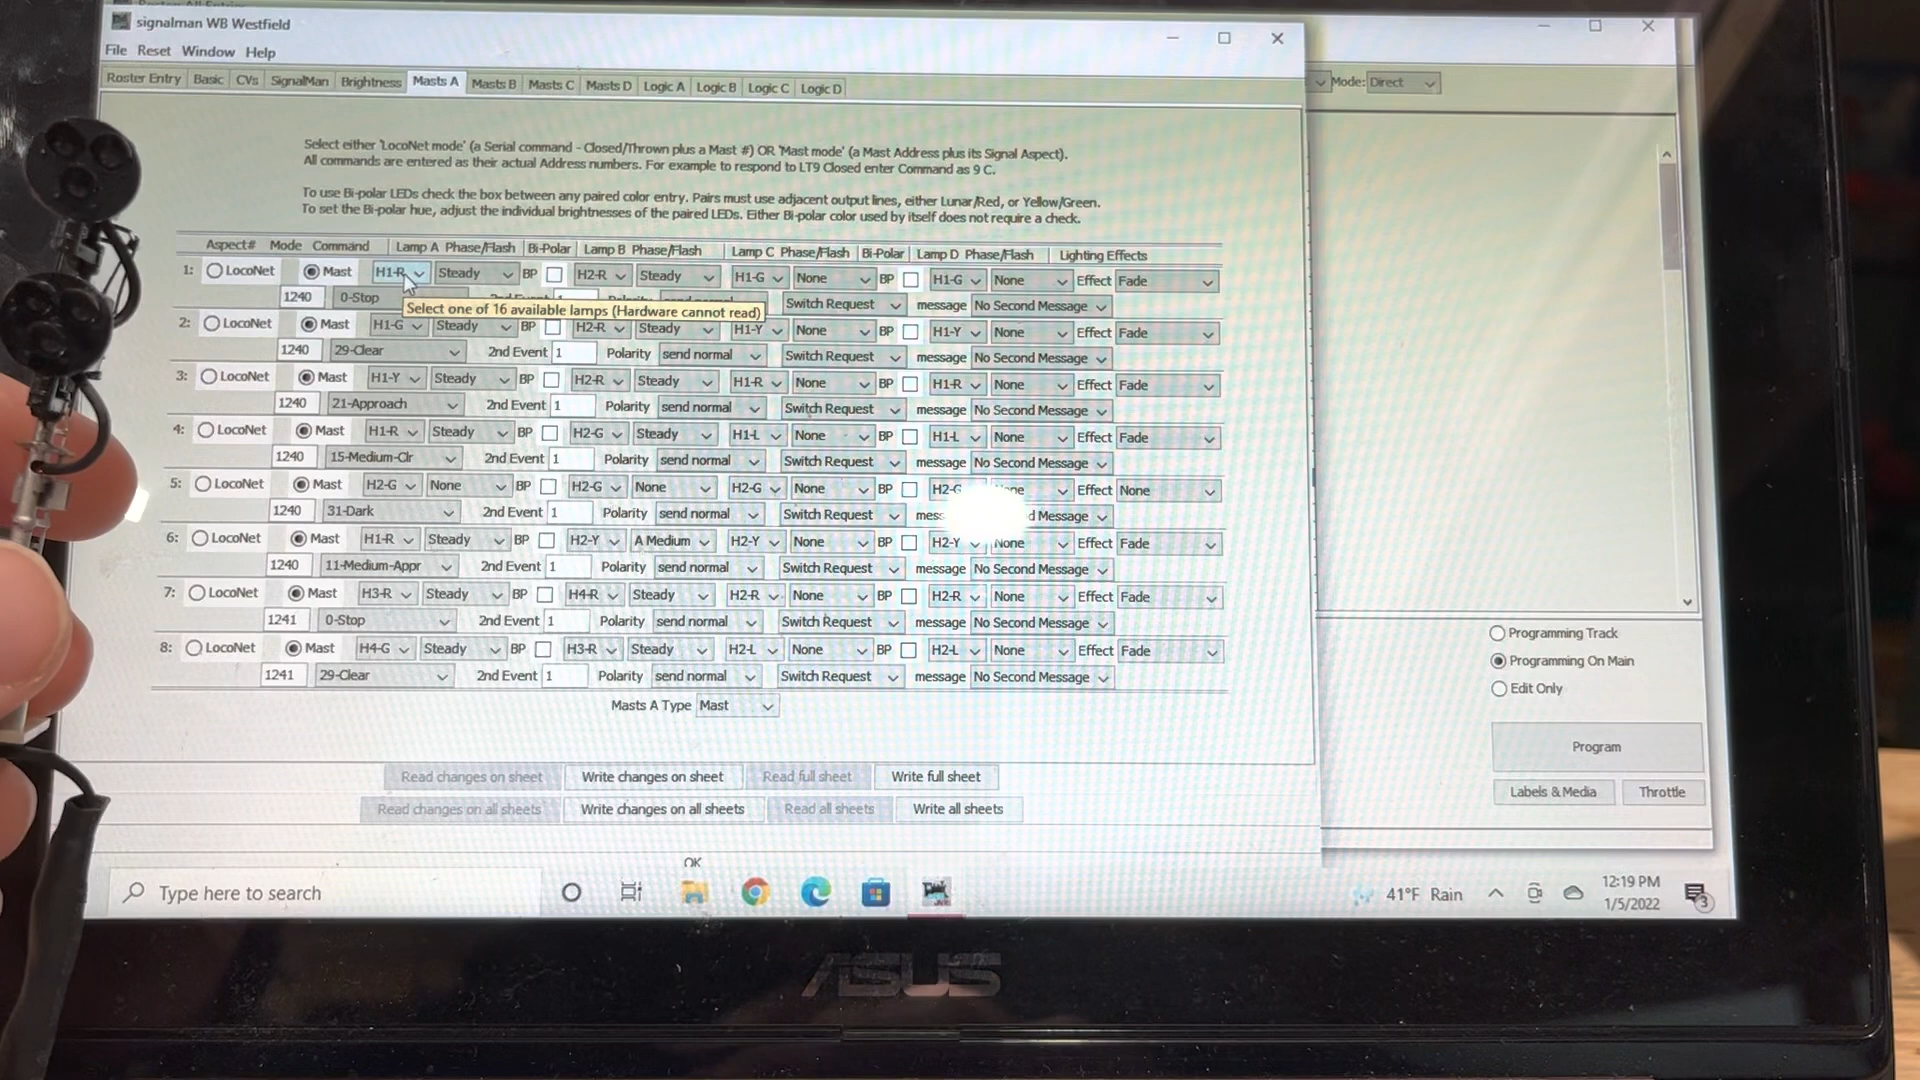 signalman WB Westfield
File Reset Window Help
Roster Entry Basic CVs SignalMan Brightness Masts A Masts B Masts C Masts D Logic A Logic B Logic C Logic D
Mode: Direct
Select either 'LocoNet mode' (a Serial command - Closed/Thrown plus a Mast #) OR 'Mast mode' (a Mast Address plus its Signal Aspect).
All commands are entered as their actual Address numbers. For example to respond to LT9 Closed enter Command as 9 C.
To use Bi-polar LEDs check the box between any paired color entry. Pairs must use adjacent output lines, either Lunar/Red, or Yellow/Green.
To set the Bi-polar hue, adjust the individual brightnesses of the paired LEDs. Either Bi-polar color used by itself does not require a check.
Aspect# Mode Command Lamp A Phase/Flash Bi-Polar Lamp B Phase/Flash Lamp C Phase/Flash Bi-Polar Lamp D Phase/Flash Lighting Effects
1: LocoNet Mast H1-R Steady BP H2-R Steady H1-G None BP H1-G None Effect Fade
1240 0-Stop Switch Request message No Second Message
Select one of 16 available lamps (Hardware cannot read)
2: LocoNet Mast H1-G Steady BP H2-R Steady H1-Y None BP H1-Y None Effect Fade
1240 29-Clear 2nd Event 1 Polarity send normal Switch Request message No Second Message
3: LocoNet Mast H1-Y Steady BP H2-R Steady H1-R None BP H1-R None Effect Fade
1240 21-Approach 2nd Event 1 Polarity send normal Switch Request message No Second Message
4: LocoNet Mast H1-R Steady BP H2-G Steady H1-L None BP H1-L None Effect Fade
1240 15-Medium-Clr 2nd Event 1 Polarity send normal Switch Request message No Second Message
5: LocoNet Mast H2-G None BP H2-G None H2-G None BP H2-G Effect None
1240 31-Dark 2nd Event 1 Polarity send normal Switch Request Message
6: LocoNet Mast H1-R Steady BP H2-Y A Medium H2-Y None BP H2-Y None Effect Fade
1240 11-Medium-Appr 2nd Event 1 Polarity send normal Switch Request message No Second Message
7: LocoNet Mast H3-R Steady BP H4-R Steady H2-R None BP H2-R None Effect Fade
1241 0-Stop 2nd Event 1 Polarity send normal Switch Request message No Second Message
8: LocoNet Mast H4-G Steady BP H3-R Steady H2-L None BP H2-L None Effect Fade
1241 29-Clear 2nd Event 1 Polarity send normal Switch Request message No Second Message
Masts A Type Mast
Read changes on sheet Write changes on sheet Read full sheet Write full sheet
Read changes on all sheets Write changes on all sheets Read all sheets Write all sheets
OK
Programming Track
Programming On Main
Edit Only
Program
Labels & Media Throttle
Type here to search
41°F Rain
12:19 PM
1/5/2022
3
ASUS